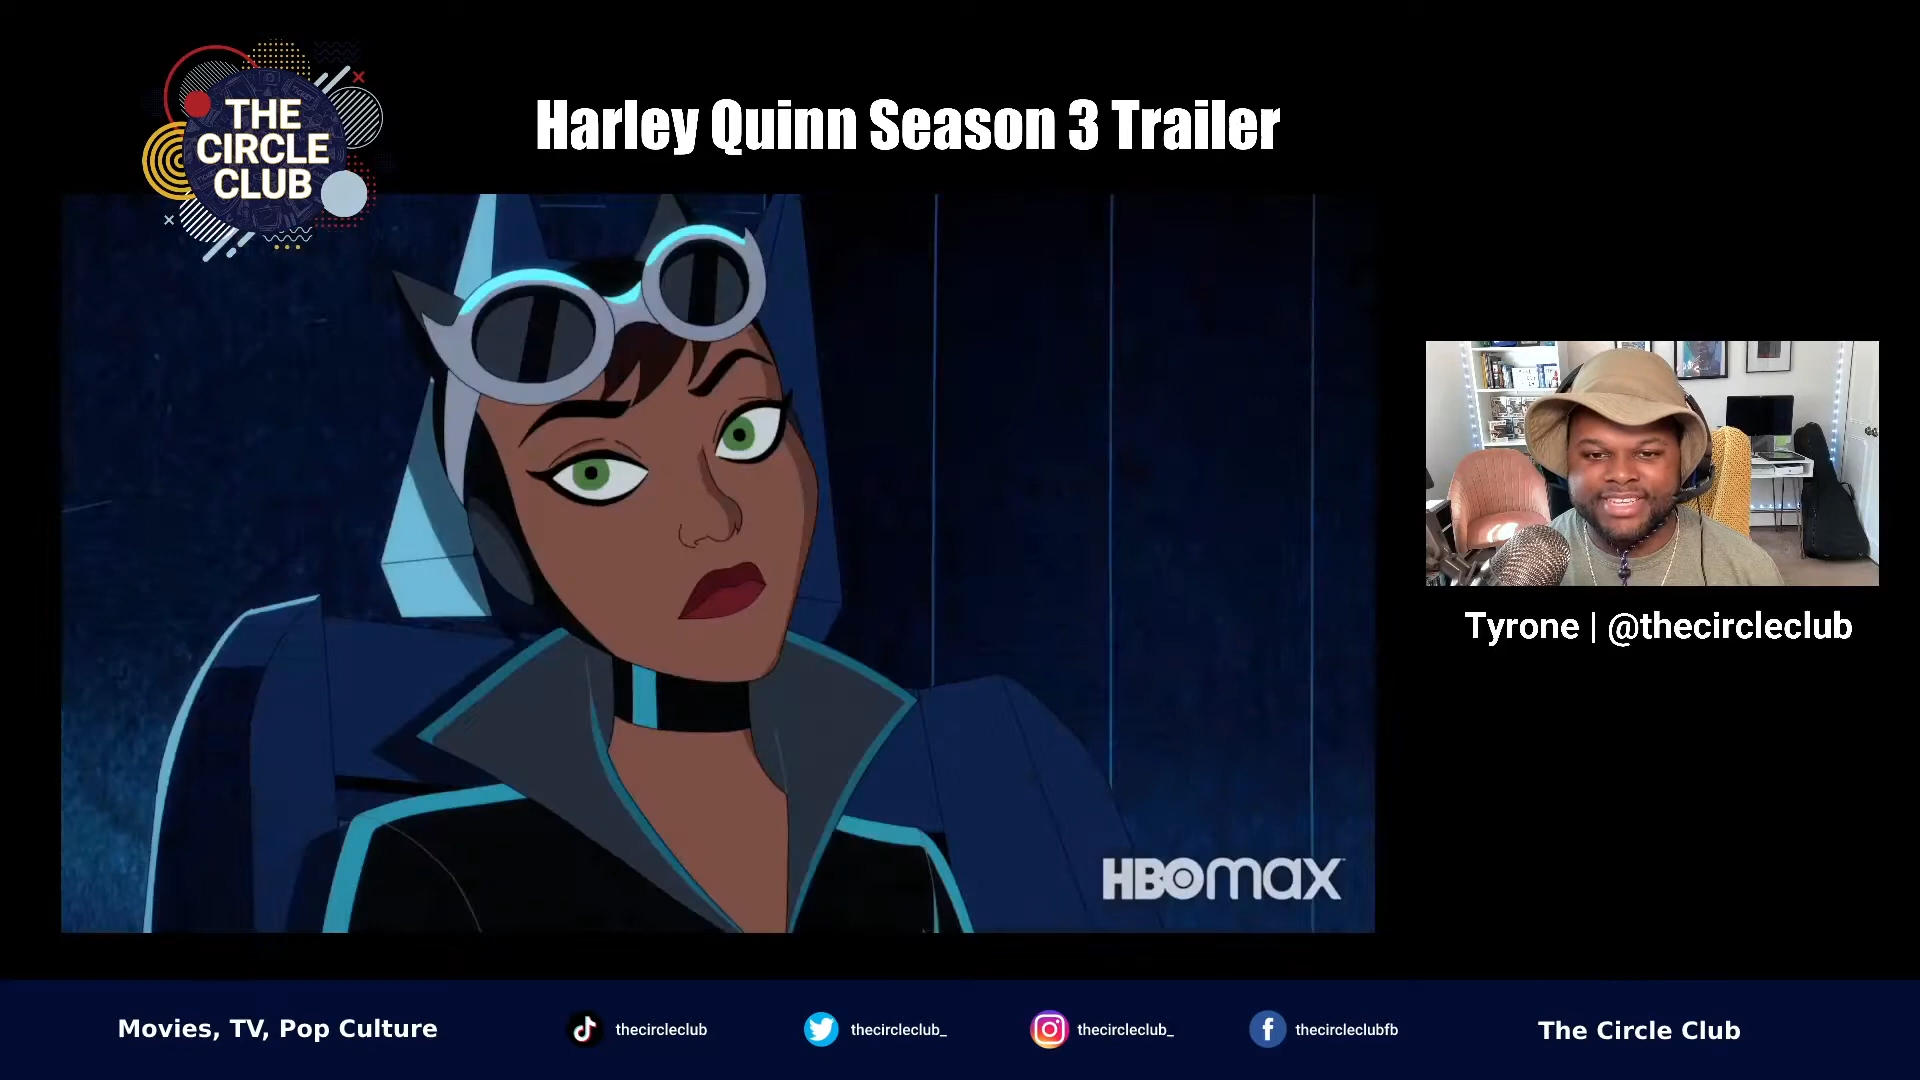 THE
CIRCLE
CLUB
Harley Quinn Season 3 Trailer
HBOMAX
Tyrone | @thecircleclub
Movies, TV, Pop Culture
thecircleclub
thecircleclub_
thecircleclub_
thecircleclubfb
The Circle Club